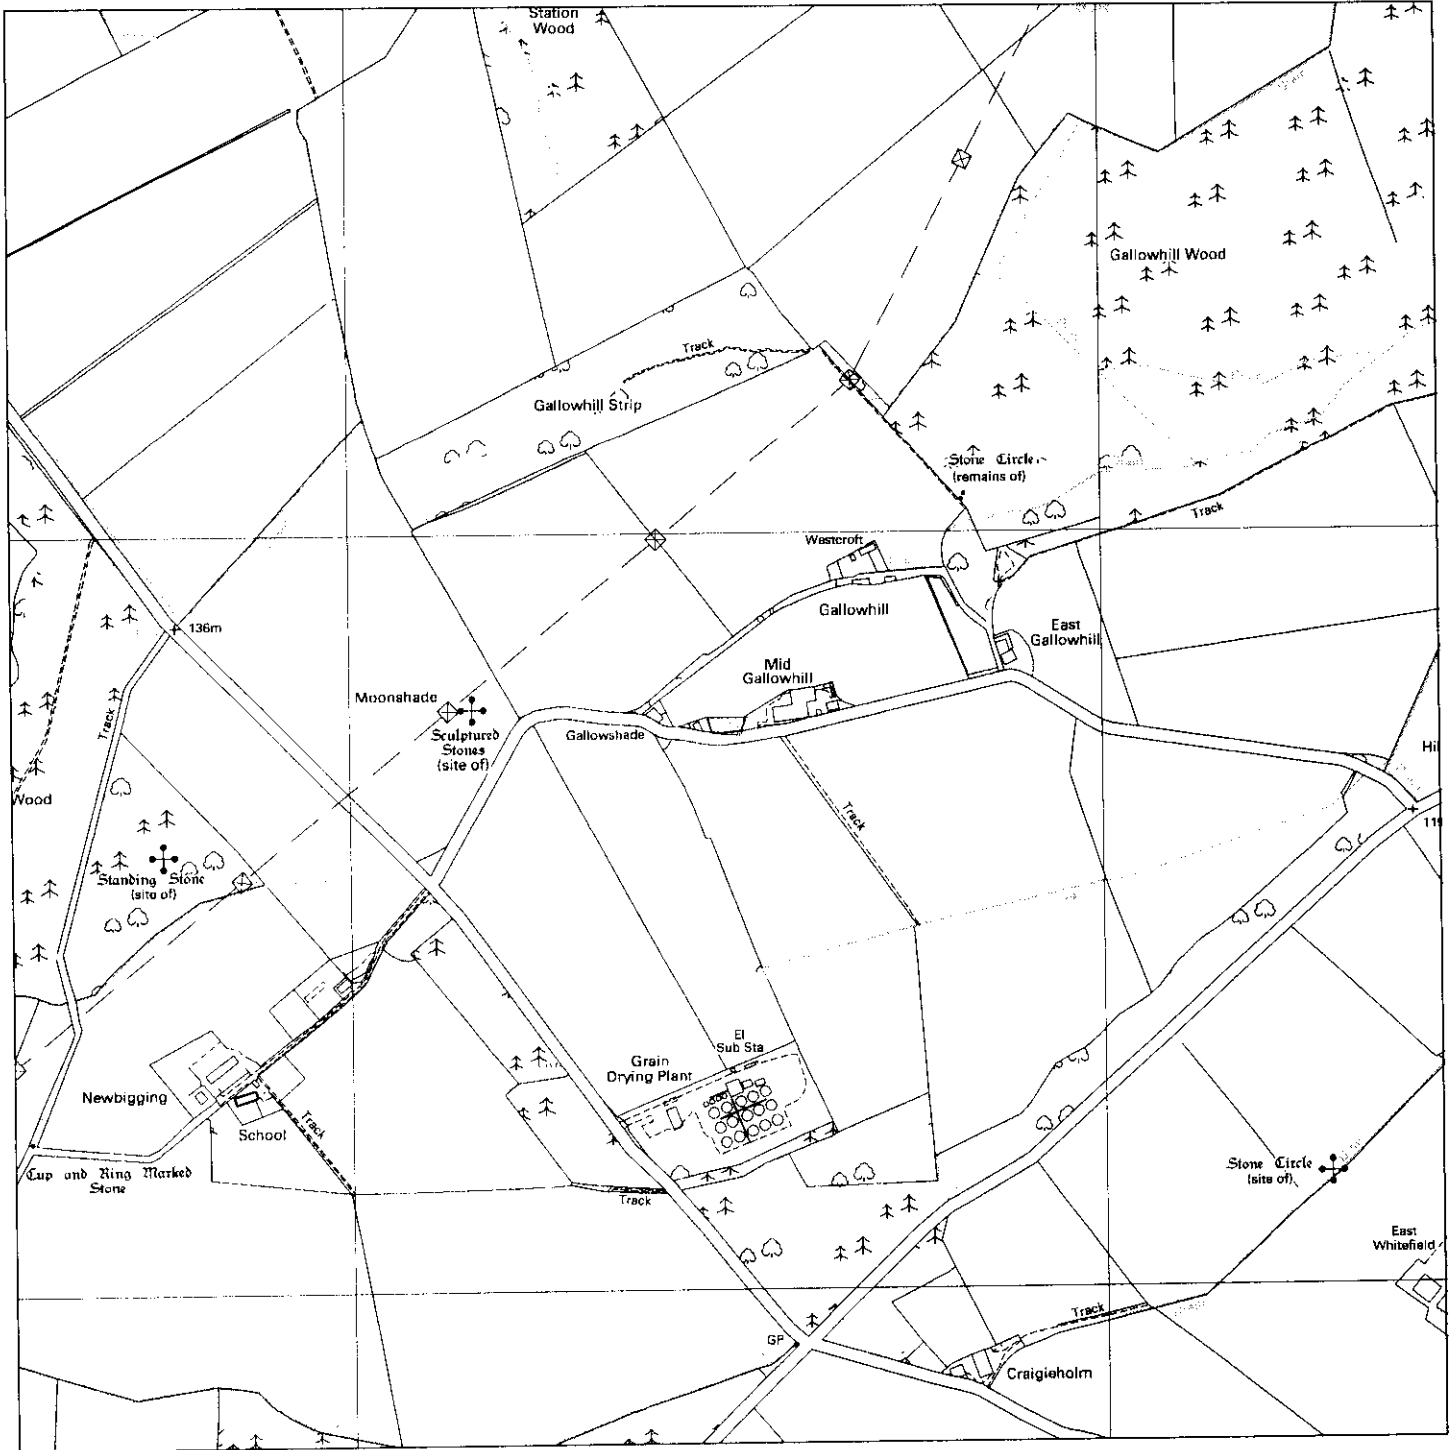 Station
Wood
Gallowhill Wood
Track
Gallowhill Strip
Stone Circle
(remains of)
Track
Westcroft
Gallowhill
East
Gallowhill
136m
Mid
Gallowhill
Moonshade
Track
Sculptured
Stones
(site of)
Gallowshade
Hil
Wood
Track
119
Standing Stone
(site of)
El
Sub Sta
Grain
Drying Plant
Newbigging
Track
School
Cup and Ring Marked
Stone
Stone Circle
(site of)
Track
East
Whitefield
Track
GP
Craigieholm